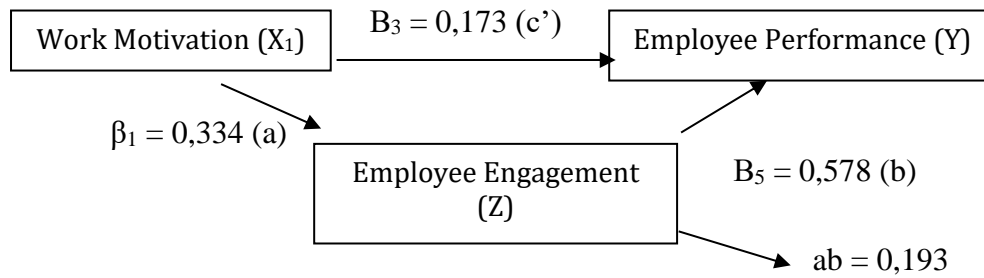 B₃ = 0,173 (c’)
Work Motivation (X₁)
Employee Performance (Y)
β₁ = 0,334 (a)
Employee Engagement
(Z)
B₅ = 0,578 (b)
ab = 0,193